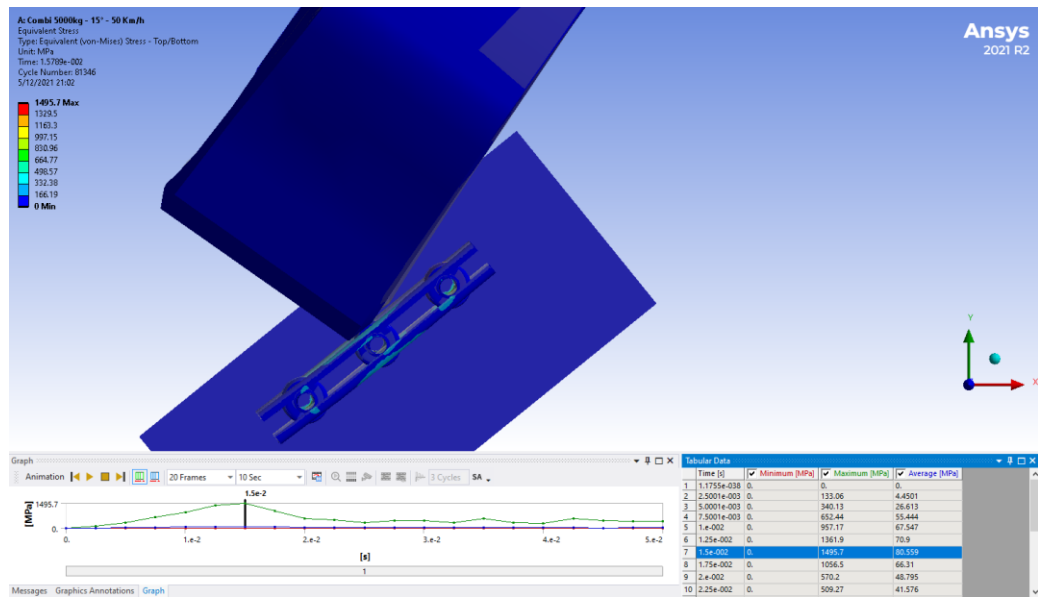 A: Combi 5000kg - 15° - 50 Km/h
Equivalent Stress
Type: Equivalent (von-Mises) Stress - Top/Bottom
Unit: MPa
Time: 1.5789e-002
Cycle Number: 81346
5/12/2021 21:02
Ansys
2021 R2
1495.7 Max
1329.5
1163.3
997.15
830.96
664.77
498.57
332.38
166.19
0 Min
Y
X
Graph
Animation 20 Frames 10 Sec 3 Cycles SA
1.5e-2
[MPa]
1495.7
0.
0. 1.e-2 2.e-2 3.e-2 4.e-2 5.e-2
[s]
1
Messages Graphics Annotations Graph
Tabular Data
Time [s] Minimum [MPa] Maximum [MPa] Average [MPa]
1 1.1755e-038 0. 0. 0.
2 2.5001e-003 0. 133.06 4.4501
3 5.0001e-003 0. 340.13 26.613
4 7.5001e-003 0. 652.44 55.444
5 1.e-002 0. 957.17 67.547
6 1.25e-002 0. 1361.9 70.9
7 1.5e-002 0. 1495.7 80.559
8 1.75e-002 0. 1056.5 66.31
9 2.e-002 0. 570.2 48.795
10 2.25e-002 0. 509.27 41.576